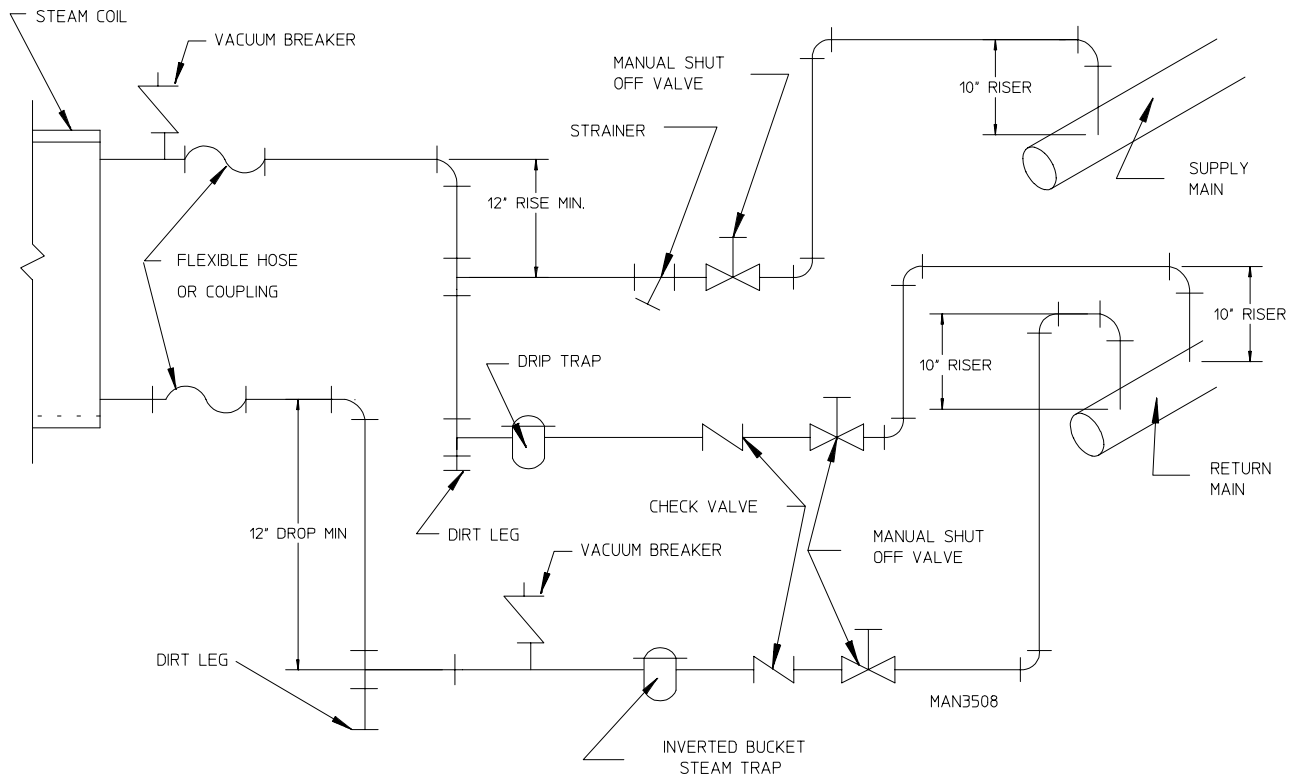 STEAM COIL
VACUUM BREAKER
MANUAL SHUT
OFF VALVE
10" RISER
STRAINER
SUPPLY
MAIN
12" RISE MIN.
FLEXIBLE HOSE
OR COUPLING
10" RISER
10" RISER
DRIP TRAP
RETURN
MAIN
CHECK VALVE
12" DROP MIN
DIRT LEG
MANUAL SHUT
OFF VALVE
VACUUM BREAKER
DIRT LEG
MAN3508
INVERTED BUCKET
STEAM TRAP